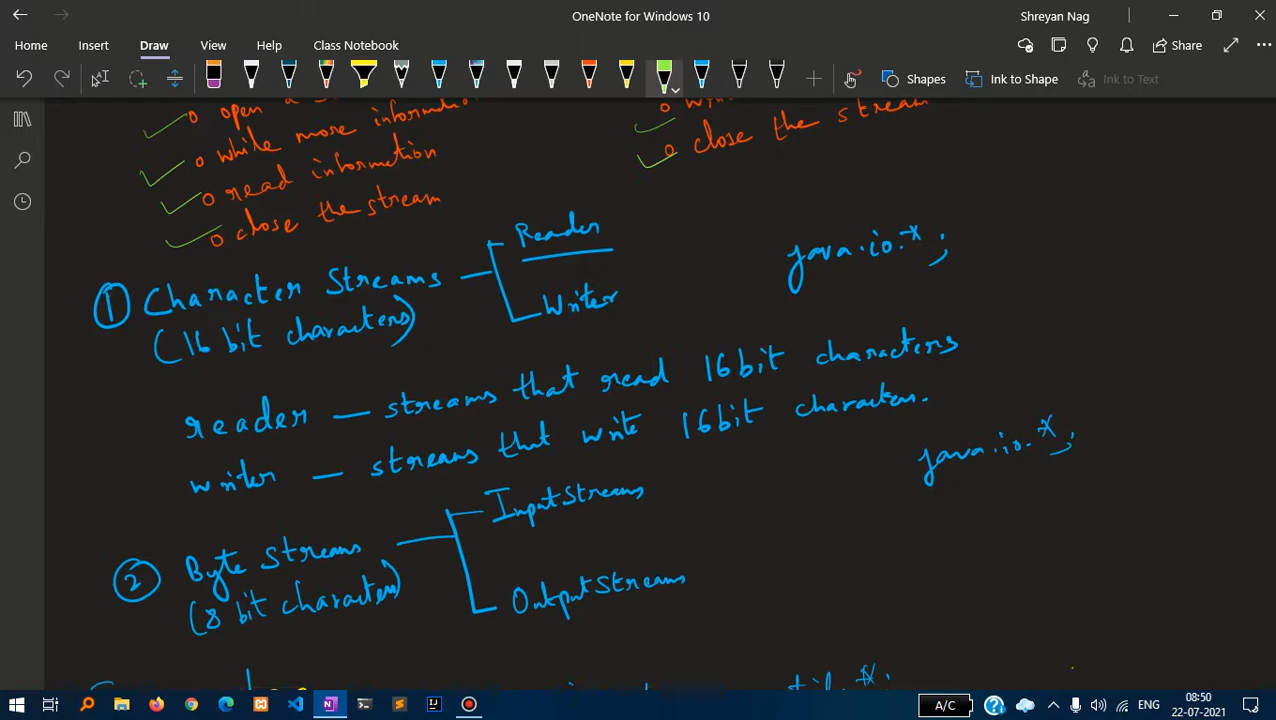 OneNote for Windows 10
Shreyan Nag
Home Insert Draw View Help Class Notebook
Share
Shapes Ink to Shape Ink to Text
o open a
o while more information
o read information
o close the stream
o
o close the stream
① Character Streams
(16 bit characters)
Reader
Writer
java.io.*;
reader — streams that read 16bit characters
writer — streams that write 16bit characters.
java.io.*;
② Byte Streams
(8 bit characters)
InputStreams
OutputStreams
A/C
ENG
08:50
22-07-2021